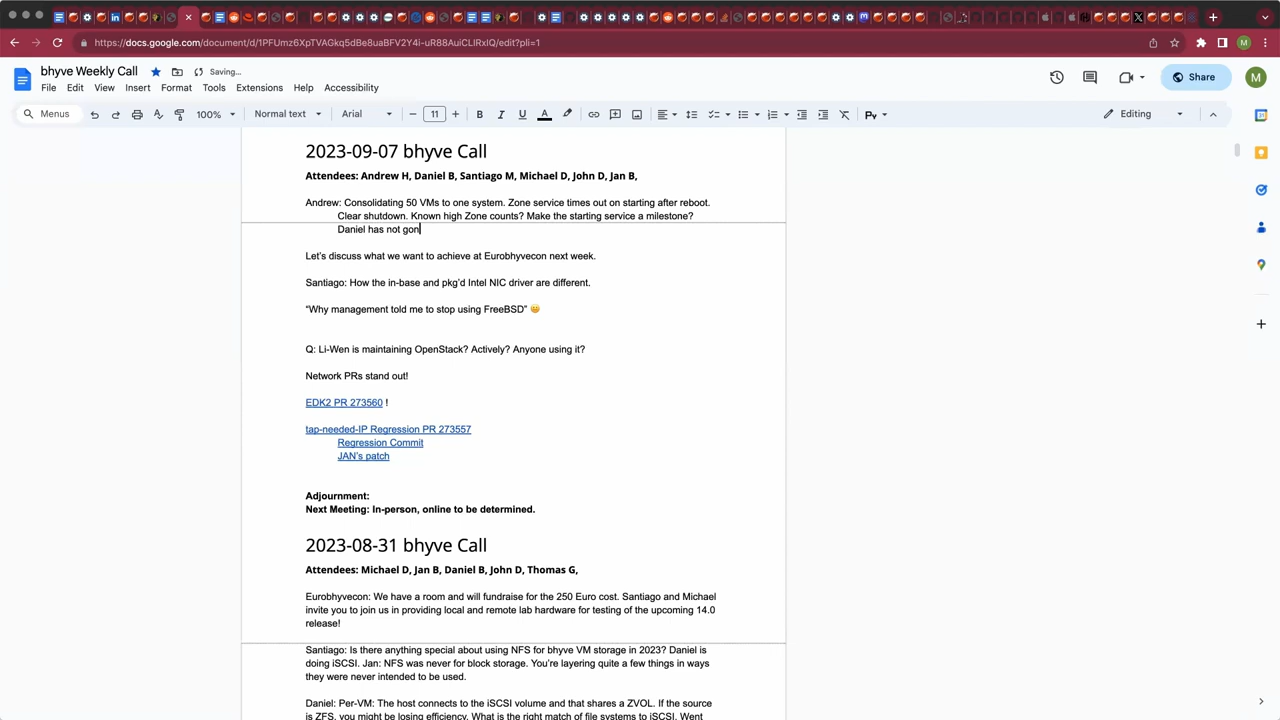 https://docs.google.com/document/d/1PFUmz6XpTVAGkq5dBe8uaBFV2Y4i-uR88AuiCLIRxIQ/edit?pli=1
M
bhyve Weekly Call
Saving...
File Edit View Insert Format Tools Extensions Help Accessibility
Share
M
Menus
100%
Normal text
Arial
11
B I U A
Editing
2023-09-07 bhyve Call
Attendees: Andrew H, Daniel B, Santiago M, Michael D, John D, Jan B,
Andrew: Consolidating 50 VMs to one system. Zone service times out on starting after reboot.
Clear shutdown. Known high Zone counts? Make the starting service a milestone?
Daniel has not gon
Let's discuss what we want to achieve at Eurobhyvecon next week.
Santiago: How the in-base and pkg'd Intel NIC driver are different.
“Why management told me to stop using FreeBSD” 😀
Q: Li-Wen is maintaining OpenStack? Actively? Anyone using it?
Network PRs stand out!
EDK2 PR 273560 !
tap-needed-IP Regression PR 273557
Regression Commit
JAN's patch
Adjournment:
Next Meeting: In-person, online to be determined.
2023-08-31 bhyve Call
Attendees: Michael D, Jan B, Daniel B, John D, Thomas G,
Eurobhyvecon: We have a room and will fundraise for the 250 Euro cost. Santiago and Michael
invite you to join us in providing local and remote lab hardware for testing of the upcoming 14.0
release!
Santiago: Is there anything special about using NFS for bhyve VM storage in 2023? Daniel is
doing iSCSI. Jan: NFS was never for block storage. You're layering quite a few things in ways
they were never intended to be used.
Daniel: Per-VM: The host connects to the iSCSI volume and that shares a ZVOL. If the source
is ZFS, you might be losing efficiency. What is the right match of file systems to iSCSI. Went